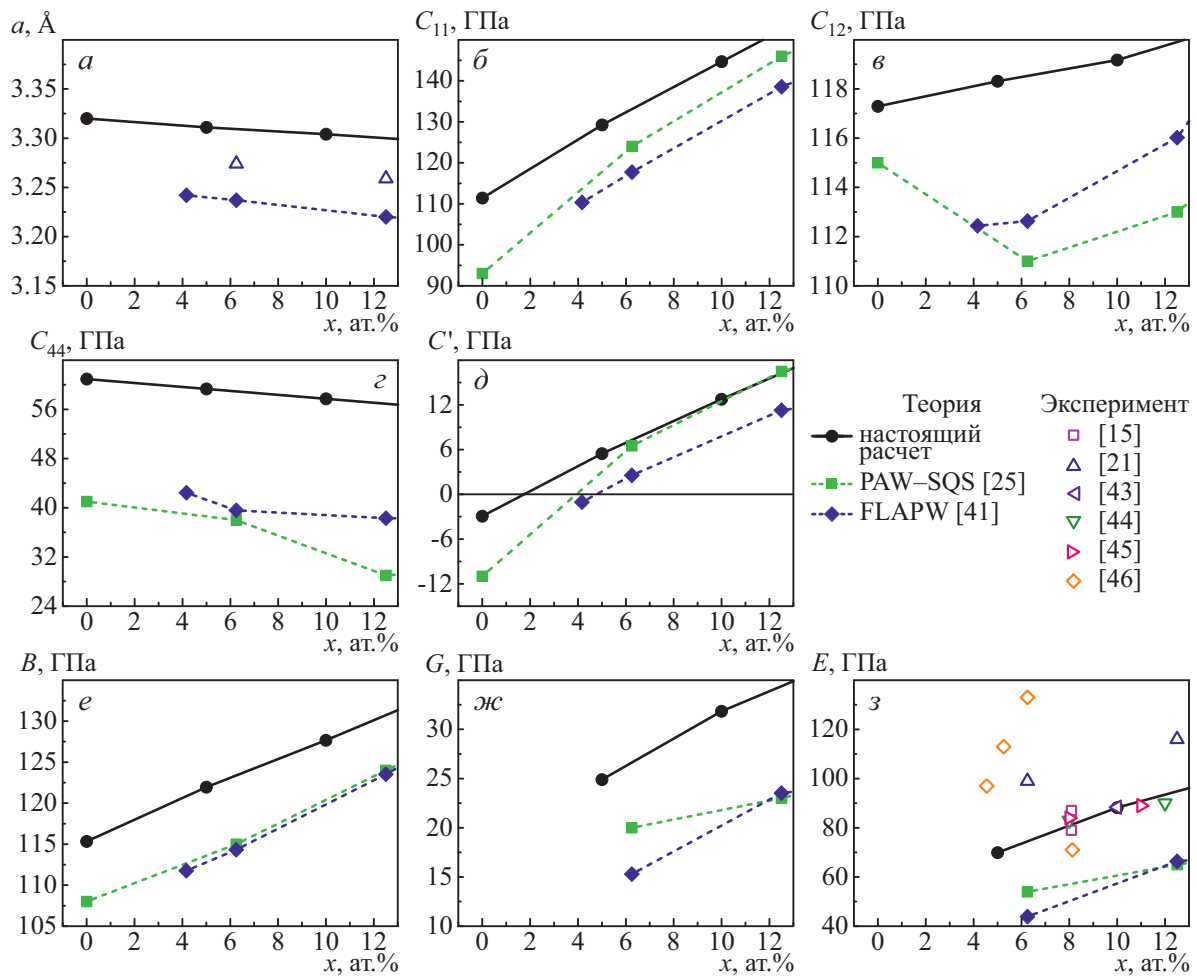 a, Å
а
3.35
3.30
3.25
3.20
3.15
0 2 4 6 8 10 12
x, ат.%
C11, ГПа
б
140
130
120
110
100
90
0 2 4 6 8 10 12
x, ат.%
C12, ГПа
в
118
116
114
112
110
0 2 4 6 8 10 12
x, ат.%
C44, ГПа
г
56
48
40
32
24
0 2 4 6 8 10 12
x, ат.%
C', ГПа
д
12
6
0
-6
-12
0 2 4 6 8 10 12
x, ат.%
Теория
настоящий
расчет
PAW–SQS [25]
FLAPW [41]
Эксперимент
[15]
[21]
[43]
[44]
[45]
[46]
B, ГПа
е
130
125
120
115
110
105
0 2 4 6 8 10 12
x, ат.%
G, ГПа
ж
30
25
20
15
10
0 2 4 6 8 10 12
x, ат.%
E, ГПа
з
120
100
80
60
40
0 2 4 6 8 10 12
x, ат.%